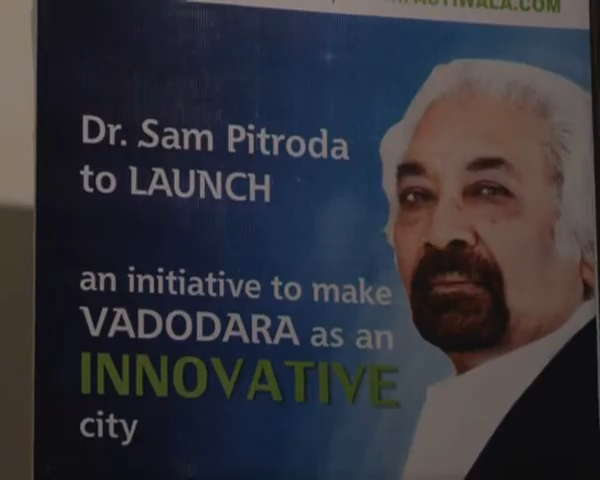 Dr. Sam Pitroda
to LAUNCH
an initiative to make
VADODARA as an
INNOVATIVE
city